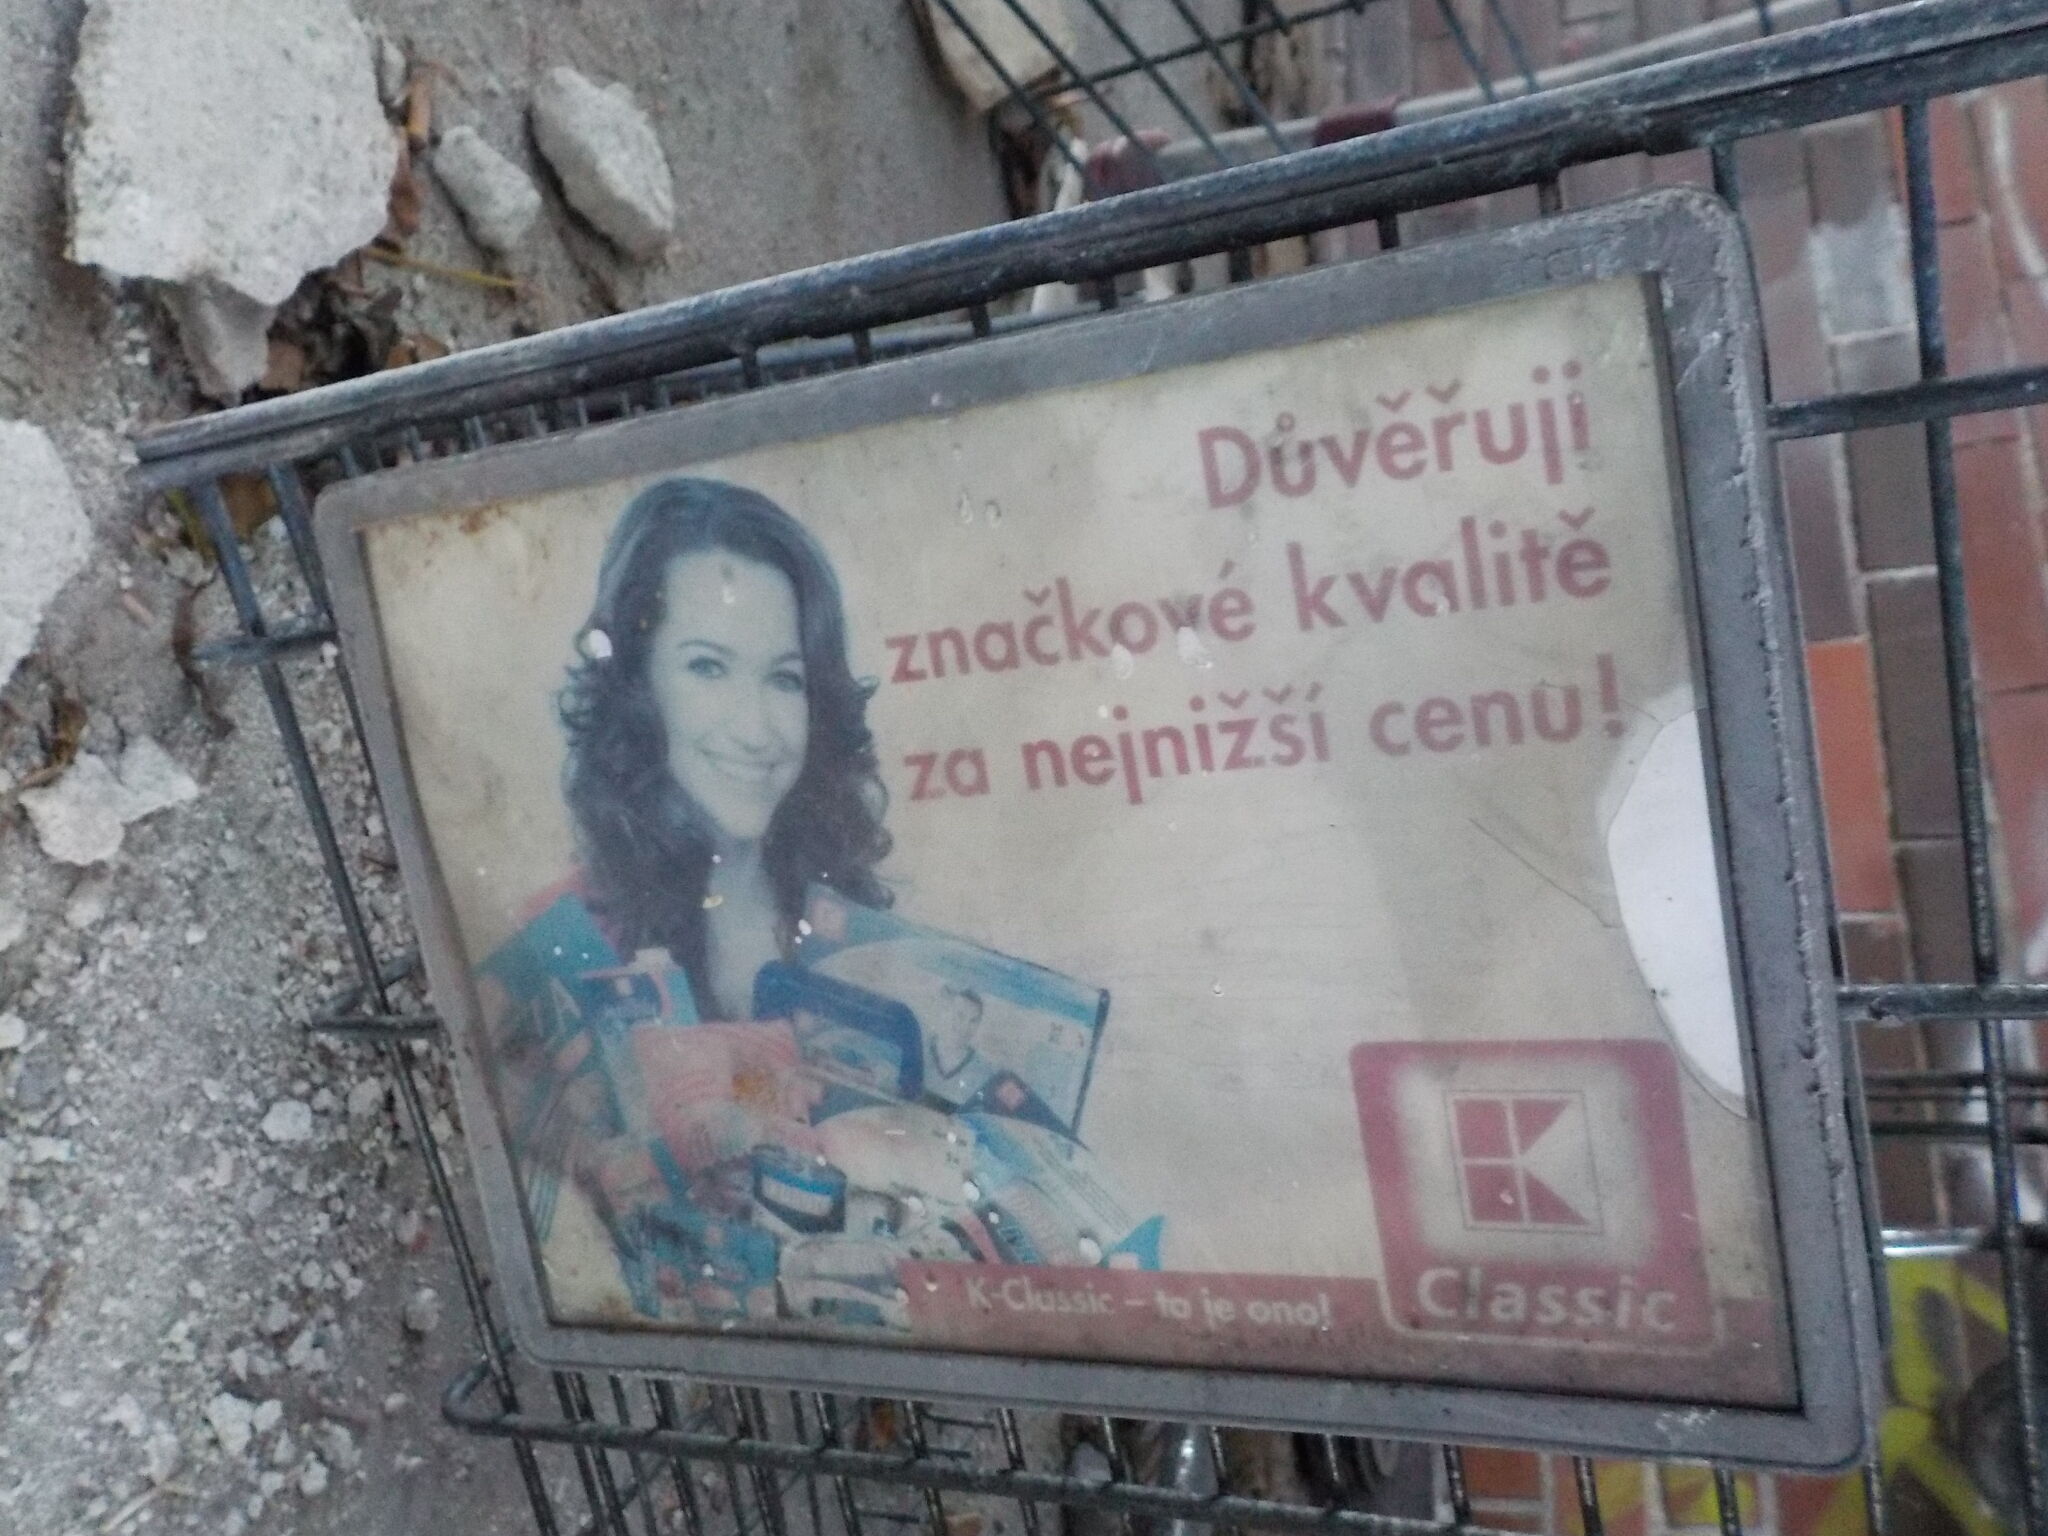 Důvěřuji
značkové kvalitě
za nejnižší cenu!
K-Classic – to je ono!
Classic